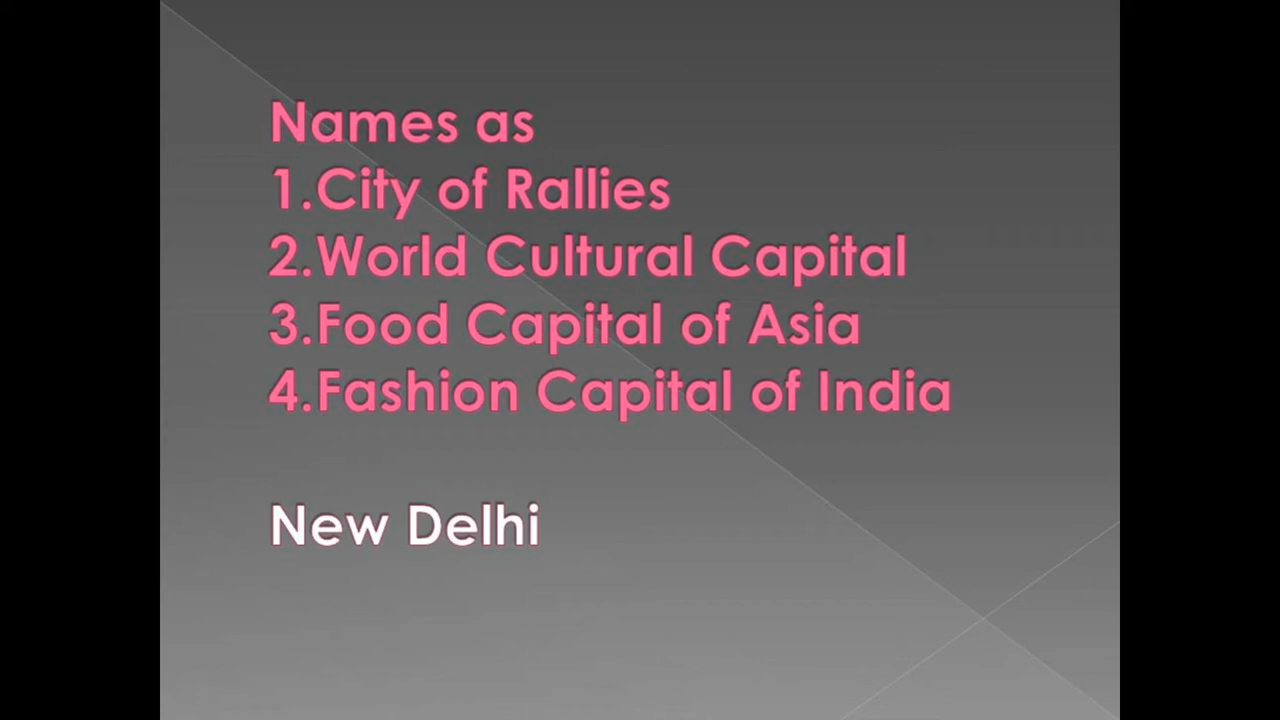 Names as
1.City of Rallies
2.World Cultural Capital
3.Food Capital of Asia
4.Fashion Capital of India
New Delhi